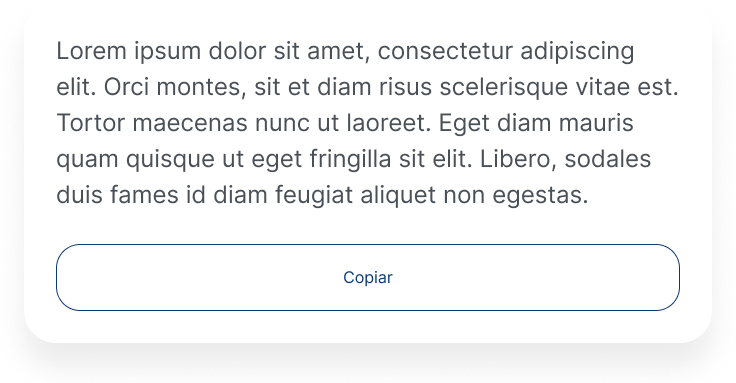 Lorem ipsum dolor sit amet, consectetur adipiscing
elit. Orci montes, sit et diam risus scelerisque vitae est.
Tortor maecenas nunc ut laoreet. Eget diam mauris
quam quisque ut eget fringilla sit elit. Libero, sodales
duis fames id diam feugiat aliquet non egestas.
Copiar